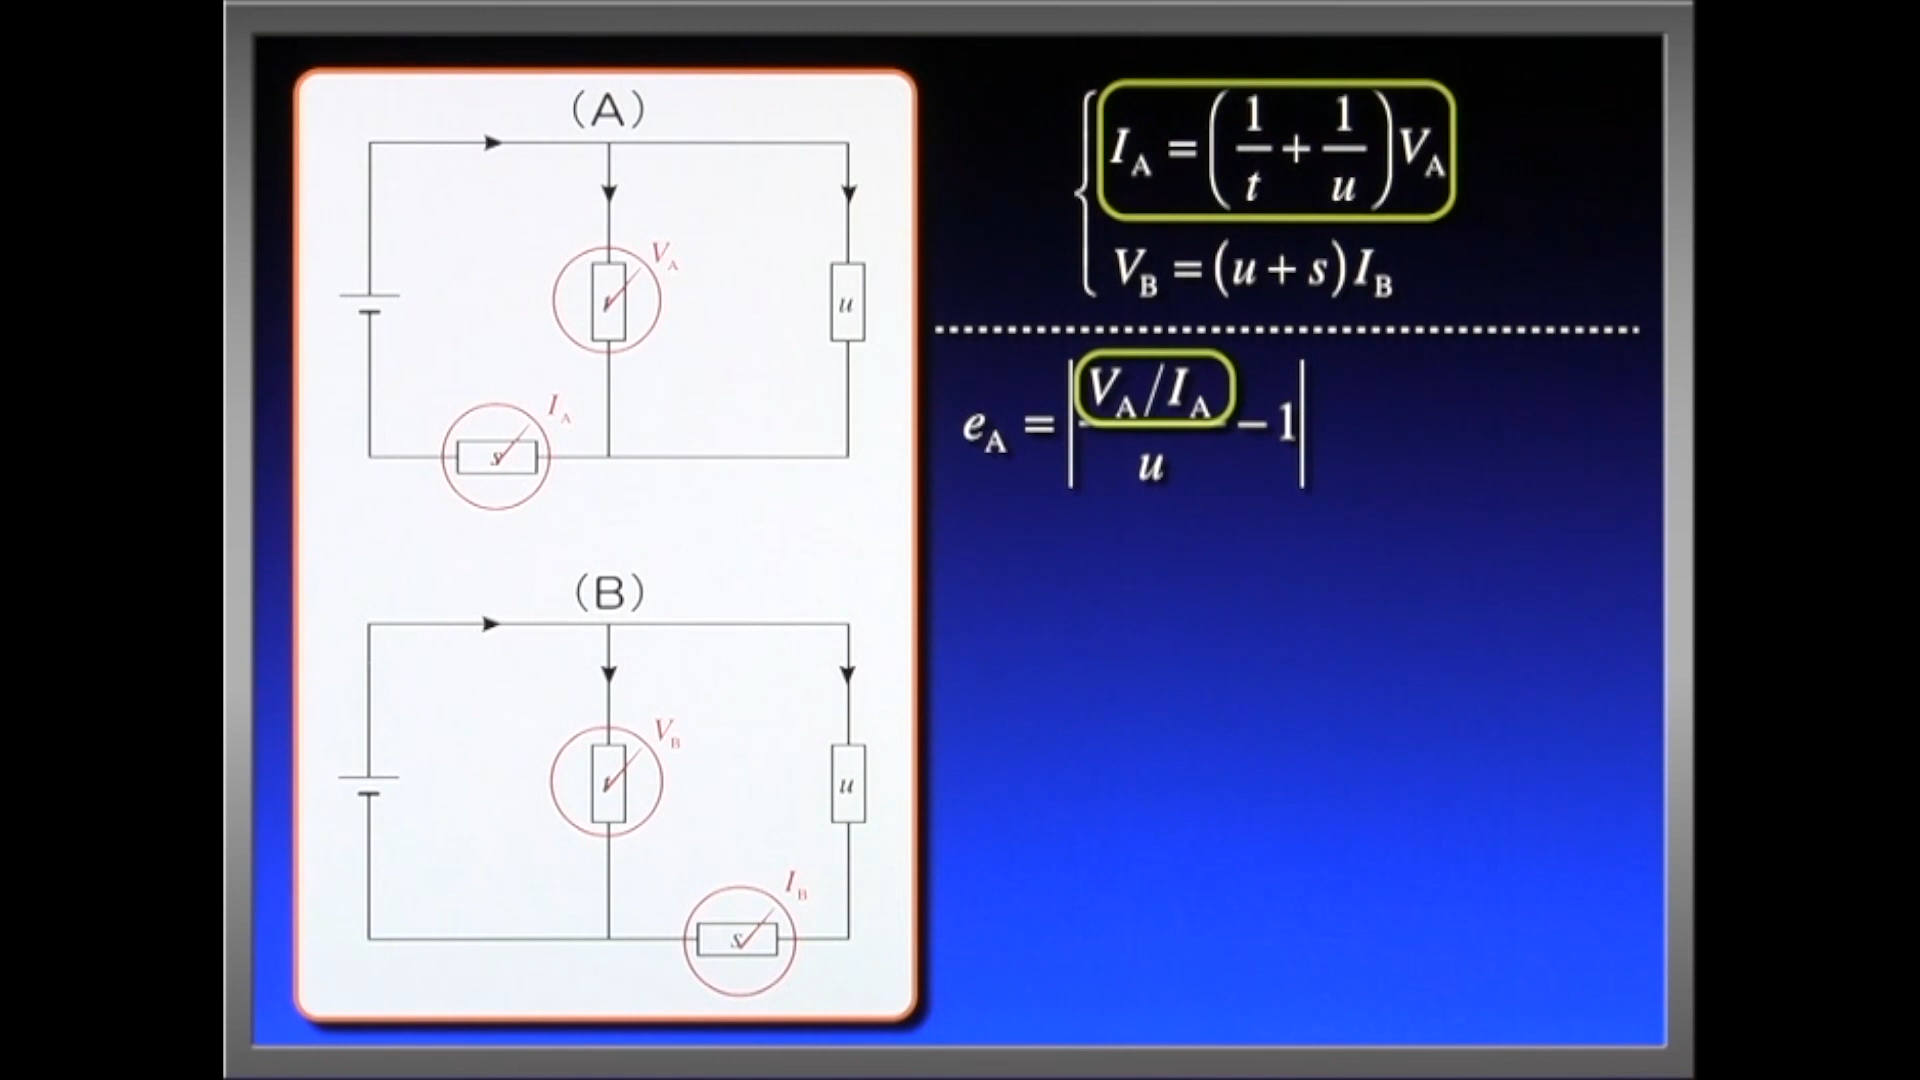 (A)
V_A
t
u
I_A
s
(B)
V_B
t
u
I_B
s
I_A = (1/t + 1/u) V_A
V_B = (u + s) I_B
e_A = | (V_A / I_A) / u − 1 |